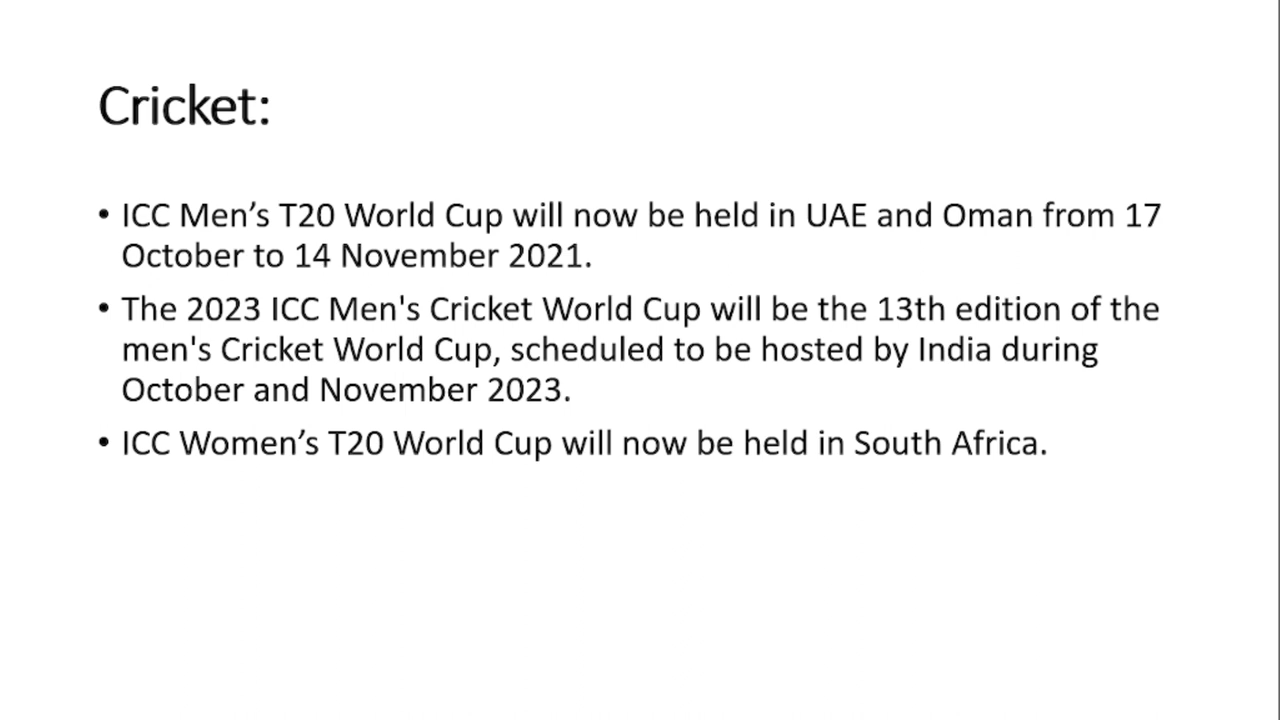 Cricket:
• ICC Men’s T20 World Cup will now be held in UAE and Oman from 17
October to 14 November 2021.
• The 2023 ICC Men's Cricket World Cup will be the 13th edition of the
men's Cricket World Cup, scheduled to be hosted by India during
October and November 2023.
• ICC Women’s T20 World Cup will now be held in South Africa.